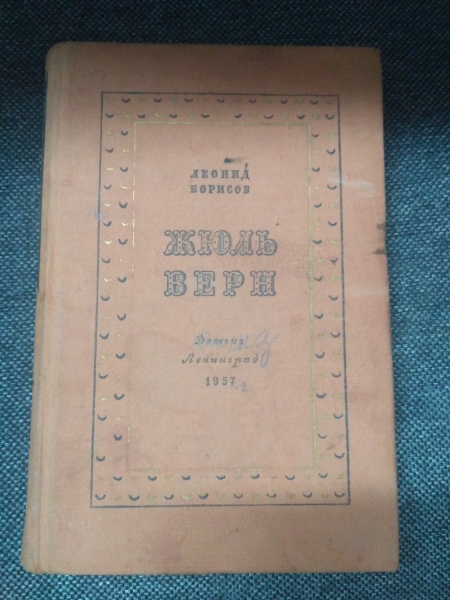 ЛЕОНИД
БОРИСОВ
ЖЮЛЬ
ВЕРН
Детгиз
Ленинград
1957